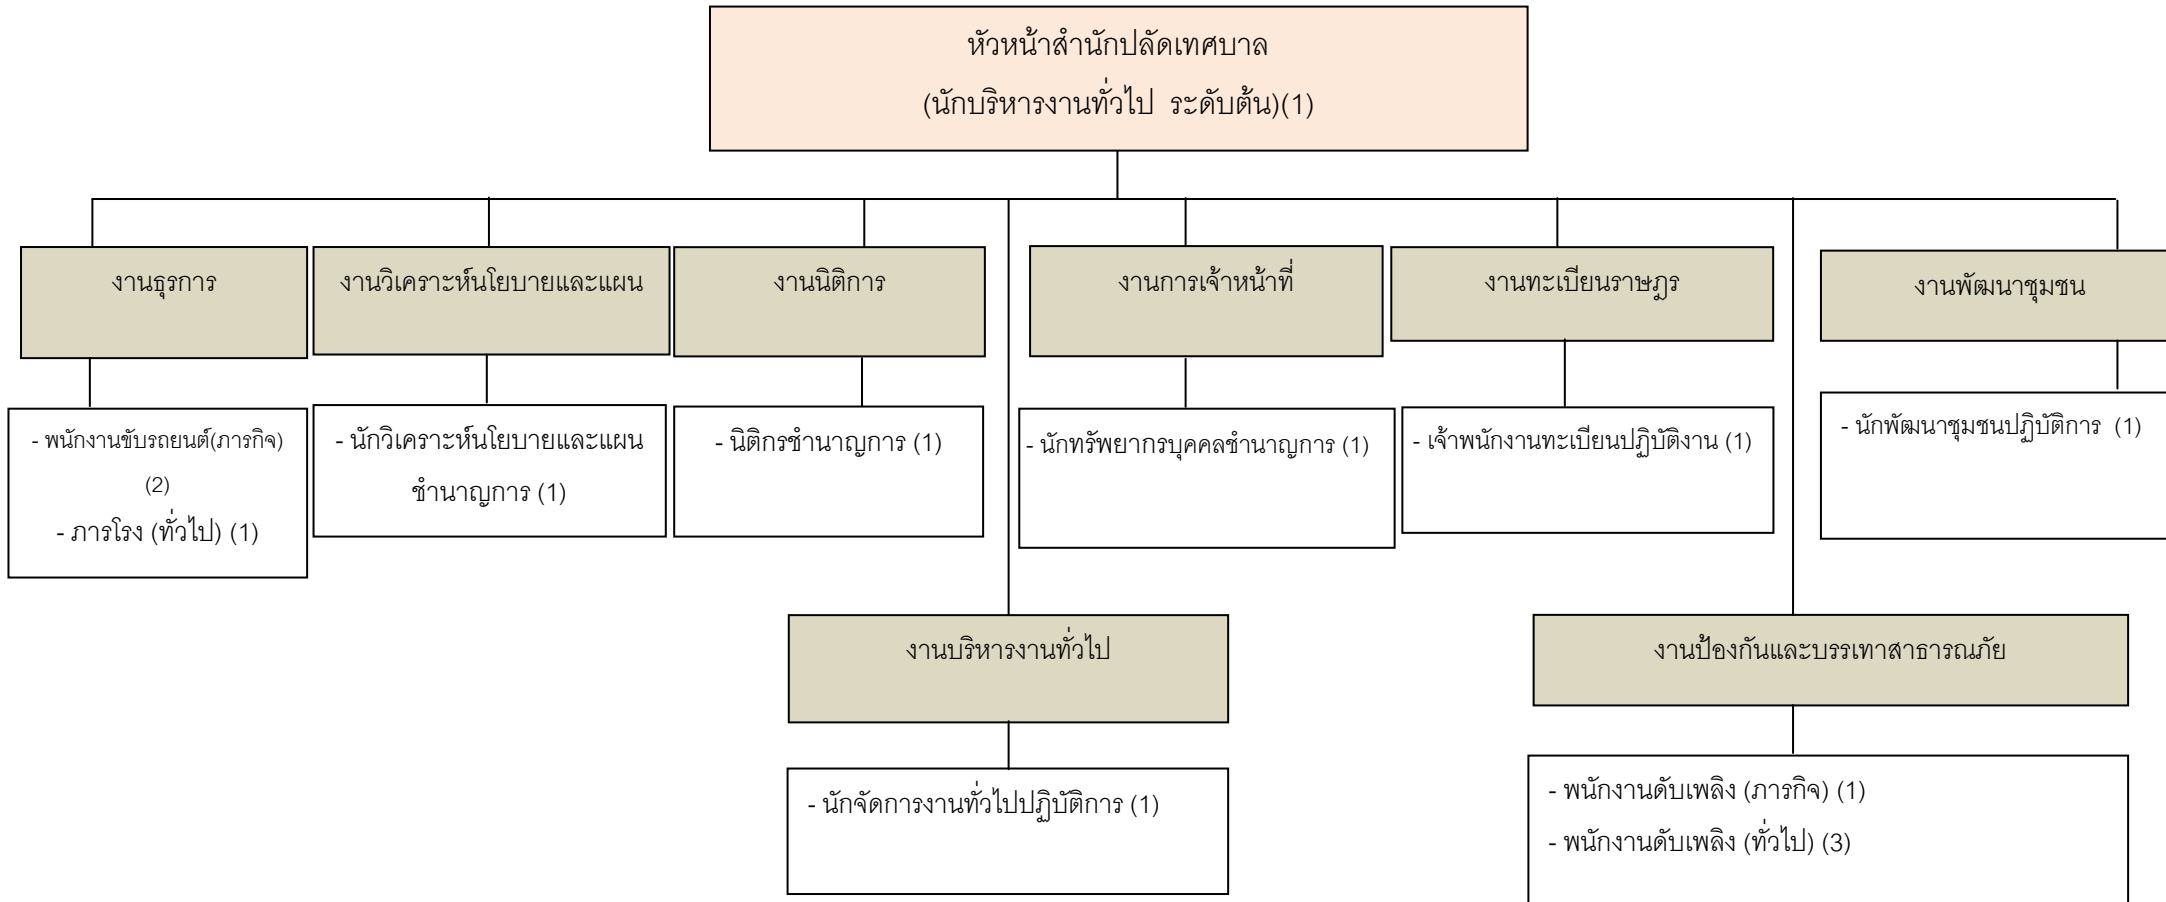 หัวหน้าสำนักปลัดเทศบาล
(นักบริหารงานทั่วไป ระดับต้น)(1)
งานธุรการ
งานวิเคราะห์นโยบายและแผน
งานนิติการ
งานการเจ้าหน้าที่
งานทะเบียนราษฎร
งานพัฒนาชุมชน
- พนักงานขับรถยนต์(ภารกิจ)
(2)
- ภารโรง (ทั่วไป) (1)
- นักวิเคราะห์นโยบายและแผน
ชำนาญการ (1)
- นิติกรชำนาญการ (1)
- นักทรัพยากรบุคคลชำนาญการ (1)
- เจ้าพนักงานทะเบียนปฏิบัติงาน (1)
- นักพัฒนาชุมชนปฏิบัติการ (1)
งานบริหารงานทั่วไป
งานป้องกันและบรรเทาสาธารณภัย
- นักจัดการงานทั่วไปปฏิบัติการ (1)
- พนักงานดับเพลิง (ภารกิจ) (1)
- พนักงานดับเพลิง (ทั่วไป) (3)